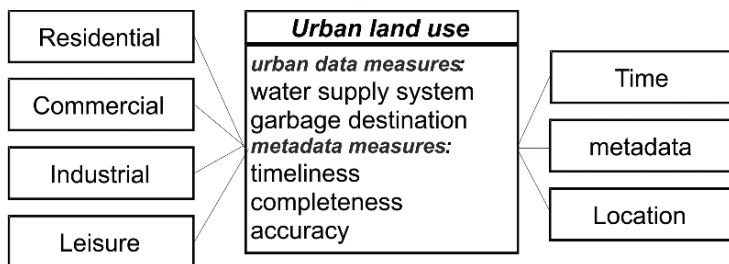 Residential
Commercial
Industrial
Leisure
Urban land use
urban data measures:
water supply system
garbage destination
metadata measures:
timeliness
completeness
accuracy
Time
metadata
Location